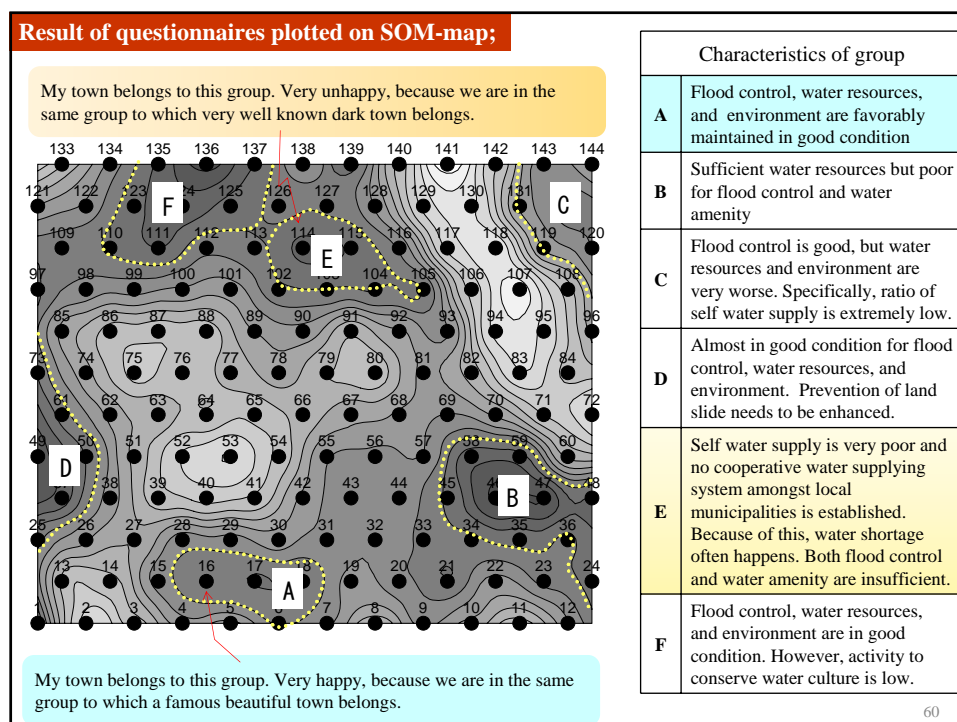 Result of questionnaires plotted on SOM-map;
My town belongs to this group. Very unhappy, because we are in the
same group to which very well known dark town belongs.
133 134 135 136 137 138 139 140 141 142 143 144
121 122 123 124 125 126 127 128 129 130 131
F
C
109 110 111 112 113 114 115 116 117 118 119 120
E
97 98 99 100 101 102 103 104 105 106 107 108
85 86 87 88 89 90 91 92 93 94 95 96
73 74 75 76 77 78 79 80 81 82 83 84
61 62 63 64 65 66 67 68 69 70 71 72
49 50 51 52 53 54 55 56 57 58 59 60
D
38 39 40 41 42 43 44 45 46 47 48
B
25 26 27 28 29 30 31 32 33 34 35 36
13 14 15 16 17 18 19 20 21 22 23 24
A
1 2 3 4 5 6 7 8 9 10 11 12
My town belongs to this group. Very happy, because we are in the same
group to which a famous beautiful town belongs.
Characteristics of group
A
Flood control, water resources,
and environment are favorably
maintained in good condition
B
Sufficient water resources but poor
for flood control and water
amenity
C
Flood control is good, but water
resources and environment are
very worse. Specifically, ratio of
self water supply is extremely low.
D
Almost in good condition for flood
control, water resources, and
environment. Prevention of land
slide needs to be enhanced.
E
Self water supply is very poor and
no cooperative water supplying
system amongst local
municipalities is established.
Because of this, water shortage
often happens. Both flood control
and water amenity are insufficient.
F
Flood control, water resources,
and environment are in good
condition. However, activity to
conserve water culture is low.
60